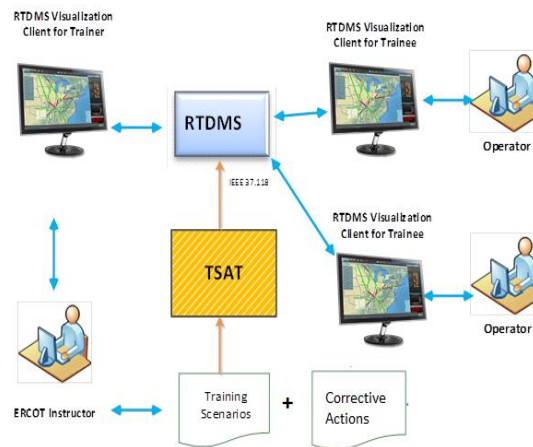 RTDMS Visualization
Client for Trainer
RTDMS Visualization
Client for Trainee
RTDMS
Operator
IEEE 37.118
RTDMS Visualization
Client for Trainee
TSAT
Operator
ERCOT Instructor
Training
Scenarios
+
Corrective
Actions